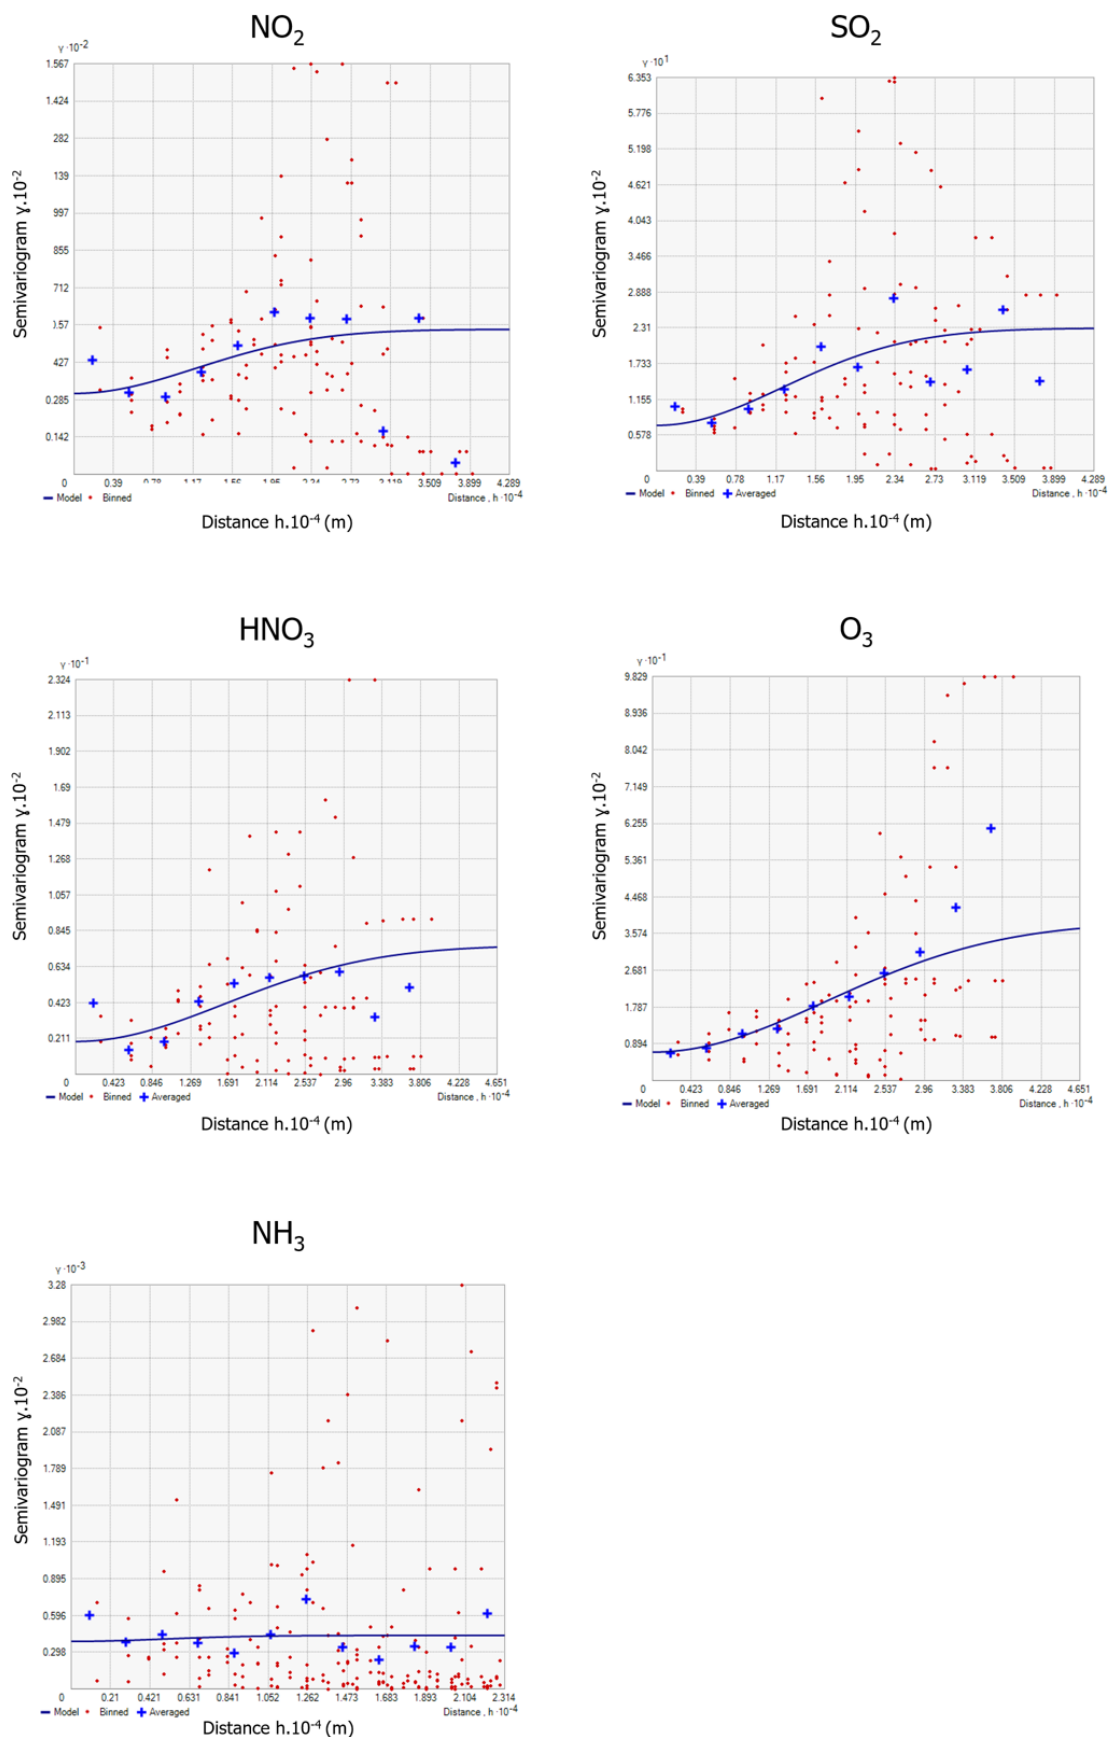 NO₂
γ ·10⁻²
1.567
1.424
282
139
997
855
712
.157
0.427
0.285
0.142
0 0.39 0.78 1.17 1.56 1.95 2.34 2.73 3.119 3.509 3.899 4.289
Model Binned Distance , h ·10⁻⁴
Semivariogram γ.10⁻²
Distance h.10⁻⁴ (m)
SO₂
γ ·10¹
6.353
5.776
5.198
4.621
4.043
3.466
2.888
2.31
1.733
1.155
0.578
0 0.39 0.78 1.17 1.56 1.95 2.34 2.73 3.119 3.509 3.899 4.289
Model Binned Averaged Distance , h ·10⁻⁴
Semivariogram γ.10⁻²
Distance h.10⁻⁴ (m)
HNO₃
γ ·10⁻¹
2.324
2.113
1.902
1.69
1.479
1.268
1.057
0.845
0.634
0.423
0.211
0 0.423 0.846 1.269 1.691 2.114 2.537 2.96 3.383 3.806 4.228 4.651
Model Binned Averaged Distance , h ·10⁻⁴
Semivariogram γ.10⁻²
Distance h.10⁻⁴ (m)
O₃
γ ·10⁻¹
9.829
8.936
8.042
7.149
6.255
5.361
4.468
3.574
2.681
1.787
0.894
0 0.423 0.846 1.269 1.691 2.114 2.537 2.96 3.383 3.806 4.228 4.651
Model Binned Averaged Distance , h ·10⁻⁴
Semivariogram γ.10⁻²
Distance h.10⁻⁴ (m)
NH₃
γ ·10⁻³
3.28
2.982
2.684
2.386
2.087
1.789
1.491
1.193
0.895
0.596
0.298
0 0.21 0.421 0.631 0.841 1.052 1.262 1.473 1.683 1.893 2.104 2.314
Model Binned Averaged Distance , h ·10⁻⁴
Semivariogram γ.10⁻²
Distance h.10⁻⁴ (m)